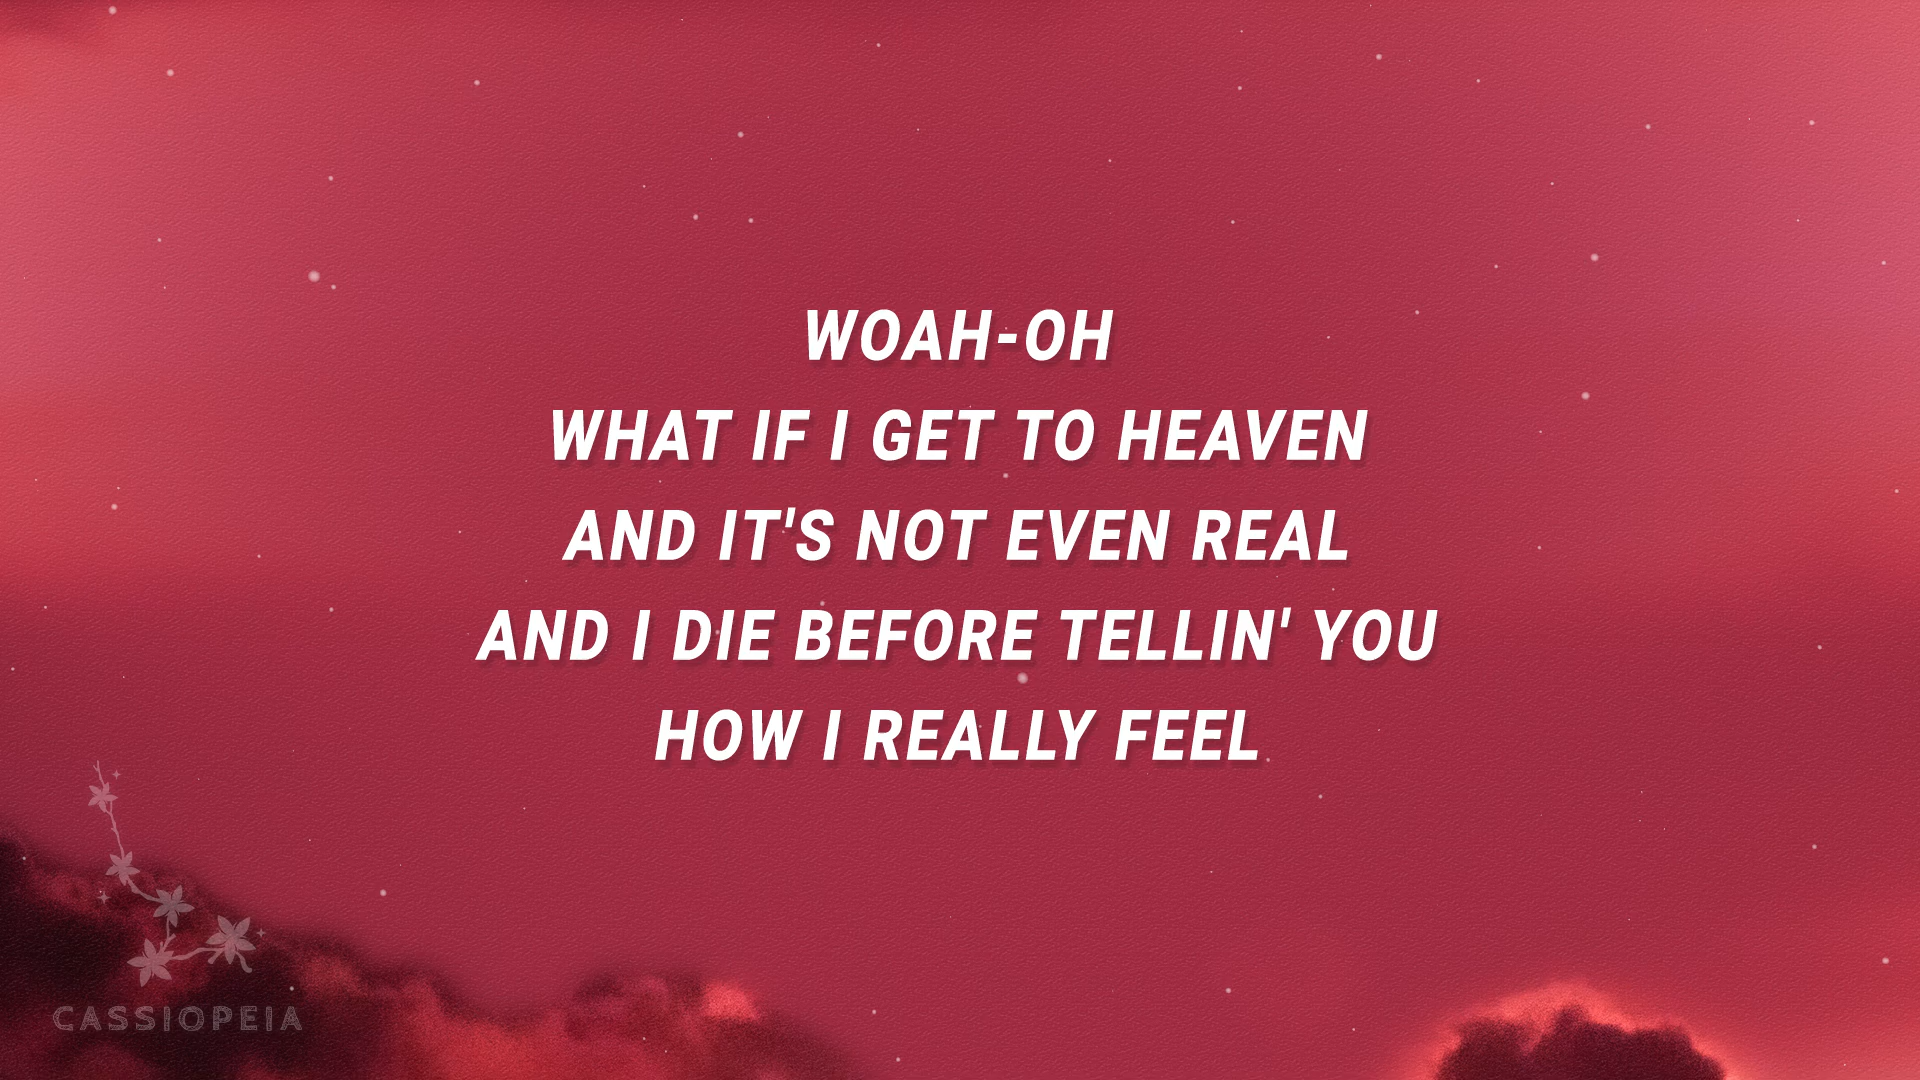 WOAH-OH
WHAT IF I GET TO HEAVEN
AND IT'S NOT EVEN REAL
AND I DIE BEFORE TELLIN' YOU
HOW I REALLY FEEL
CASSIOPEIA